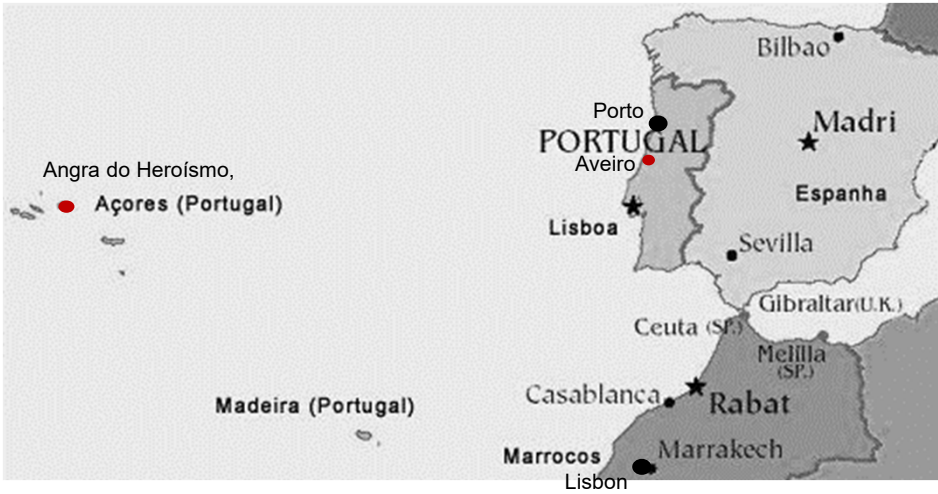 Bilbao
Porto
Madri
PORTUGAL
Aveiro
Angra do Heroísmo,
Açores (Portugal)
Espanha
Lisboa
Sevilla
Gibraltar(U.K.)
Ceuta (SP.)
Melilla
(SP.)
Casablanca
Rabat
Madeira (Portugal)
Marrakech
Marrocos
Lisbon